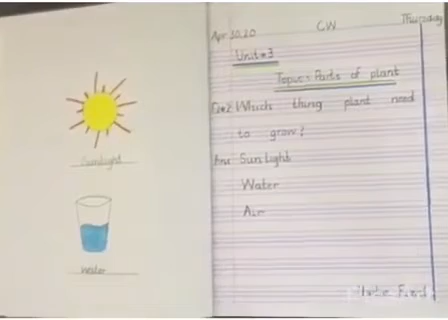 Sunlight
Water
Apr 30,20 CW Thursday
Unit#3
Topic: Parts of plant
Q#2 Which thing plant need
to grow?
Ans Sun Light
Water
Air